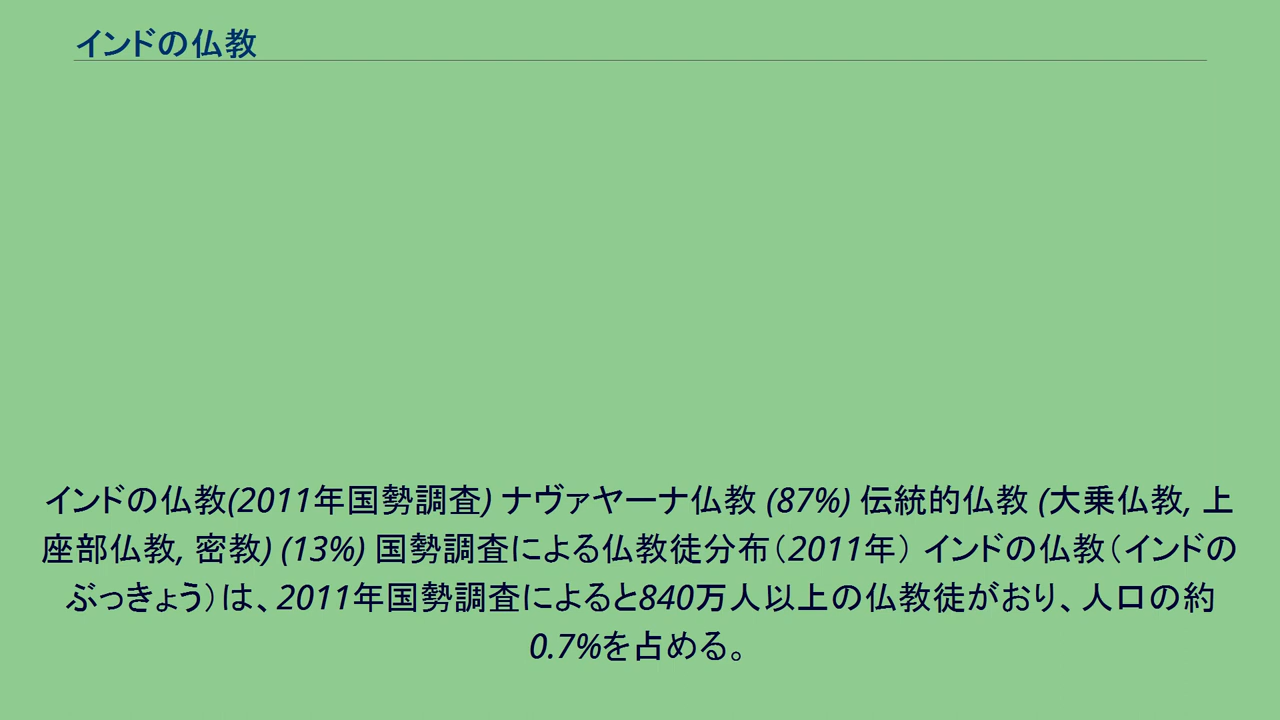 インドの仏教
インドの仏教(2011年国勢調査) ナヴァヤーナ仏教 (87%) 伝統的仏教 (大乗仏教, 上
座部仏教, 密教) (13%) 国勢調査による仏教徒分布（2011年） インドの仏教（インドの
ぶっきょう）は、2011年国勢調査によると840万人以上の仏教徒がおり、人口の約
0.7%を占める。